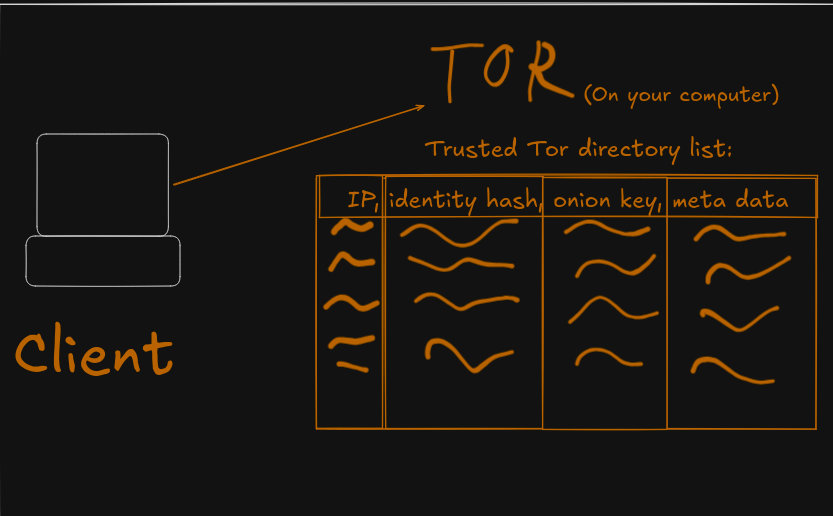 TOR (On your computer)
Trusted Tor directory list:
IP, identity hash, onion key, meta data
Client